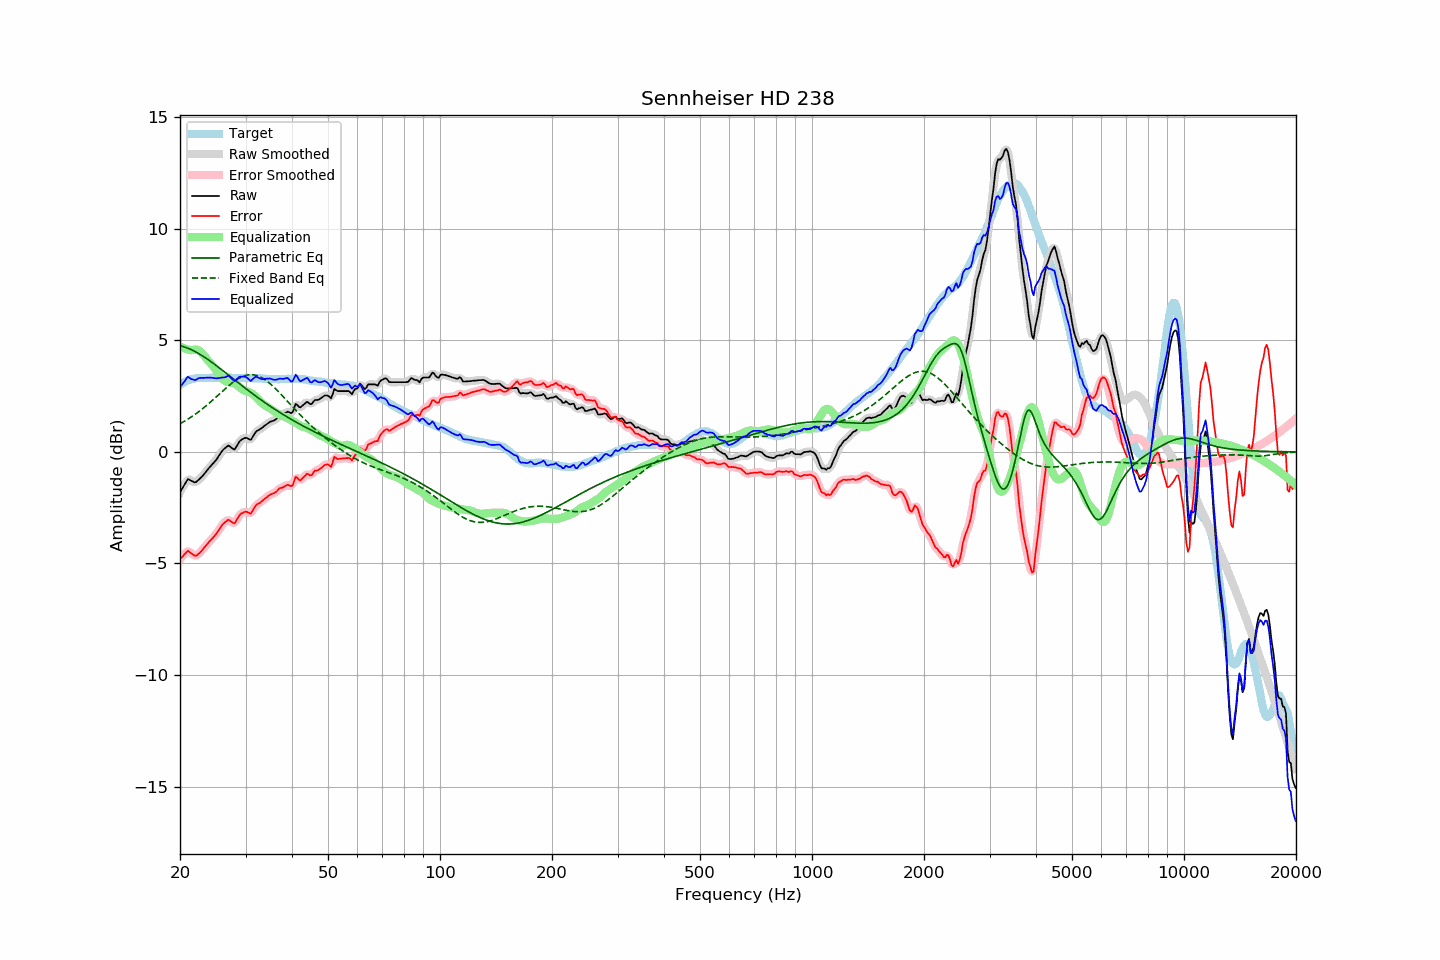 Sennheiser HD 238
15
10
5
0
−5
−10
−15
Amplitude (dBr)
Target
Raw Smoothed
Error Smoothed
Raw
Error
Equalization
Parametric Eq
Fixed Band Eq
Equalized
20 50 100 200 500 1000 2000 5000 10000 20000
Frequency (Hz)